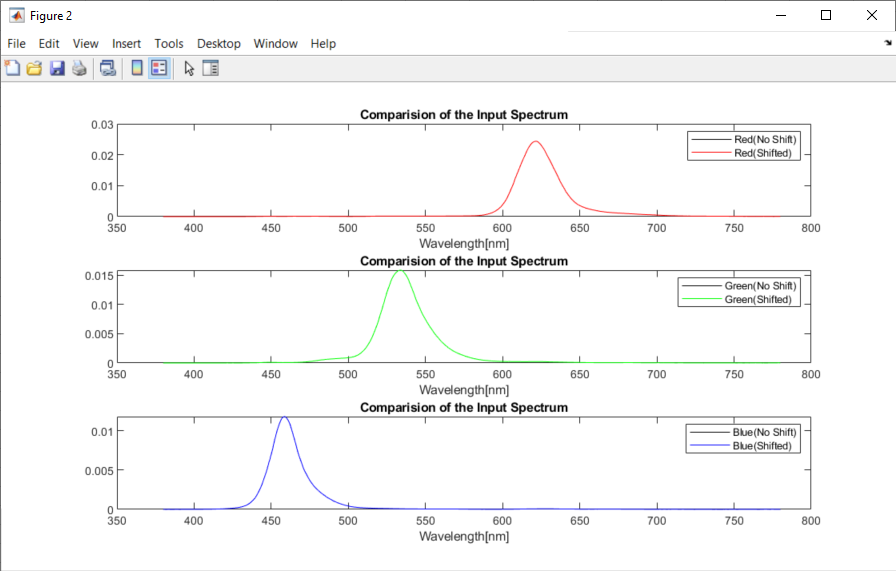 Figure 2
File Edit View Insert Tools Desktop Window Help
Comparision of the Input Spectrum
0.03
0.02
0.01
0
Red(No Shift)
Red(Shifted)
350 400 450 500 550 600 650 700 750 800
Wavelength[nm]
Comparision of the Input Spectrum
0.015
0.01
0.005
0
Green(No Shift)
Green(Shifted)
350 400 450 500 550 600 650 700 750 800
Wavelength[nm]
Comparision of the Input Spectrum
0.01
0.005
0
Blue(No Shift)
Blue(Shifted)
350 400 450 500 550 600 650 700 750 800
Wavelength[nm]